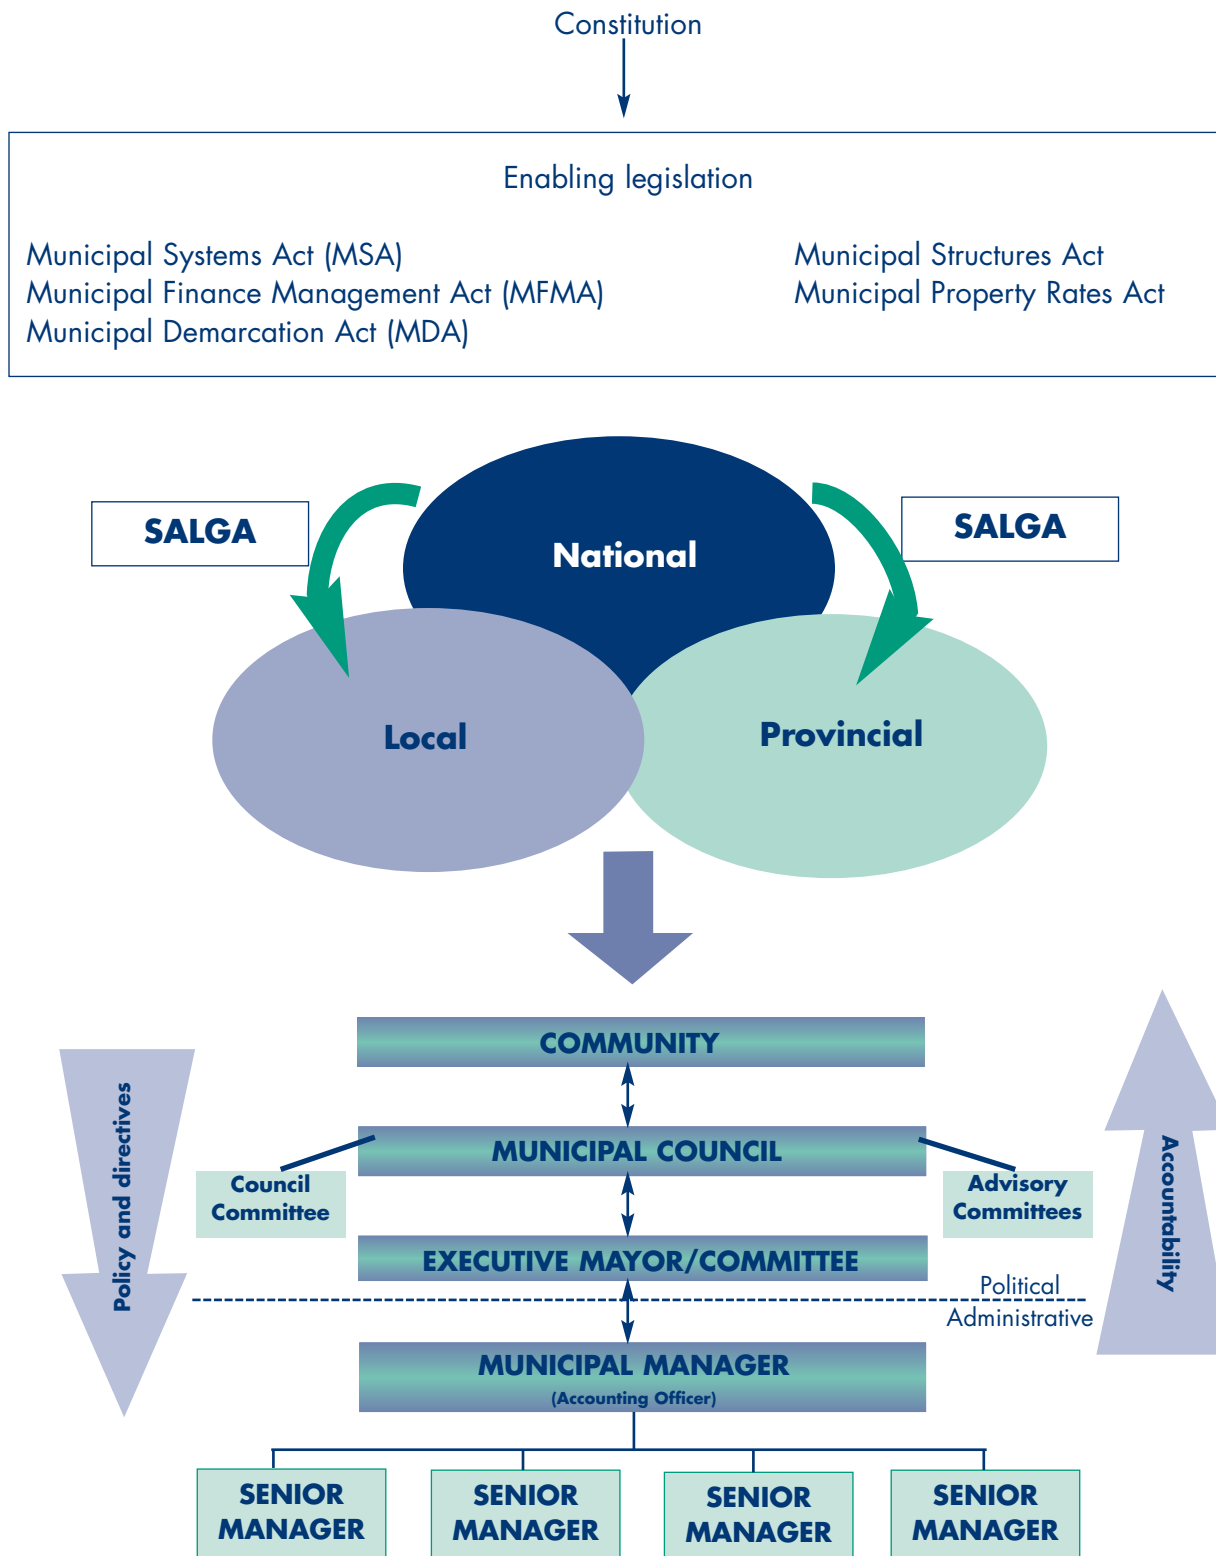 Constitution
Enabling legislation
Municipal Systems Act (MSA)
Municipal Finance Management Act (MFMA)
Municipal Demarcation Act (MDA)
Municipal Structures Act
Municipal Property Rates Act
SALGA
National
SALGA
Local
Provincial
COMMUNITY
Policy and directives
MUNICIPAL COUNCIL
Accountability
Council
Committee
Advisory
Committees
EXECUTIVE MAYOR/COMMITTEE
Political
Administrative
MUNICIPAL MANAGER
(Accounting Officer)
SENIOR
MANAGER
SENIOR
MANAGER
SENIOR
MANAGER
SENIOR
MANAGER